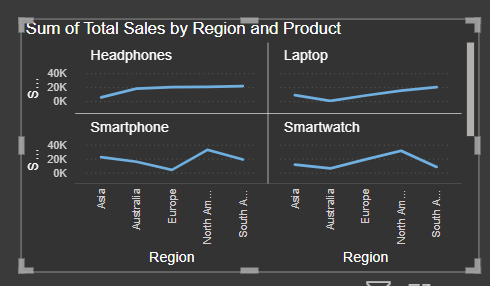 Sum of Total Sales by Region and Product
Headphones Laptop
S...
40K
20K
0K
Smartphone Smartwatch
S...
40K
20K
0K
Asia Australia Europe North Am... South A... Asia Australia Europe North Am... South A...
Region Region